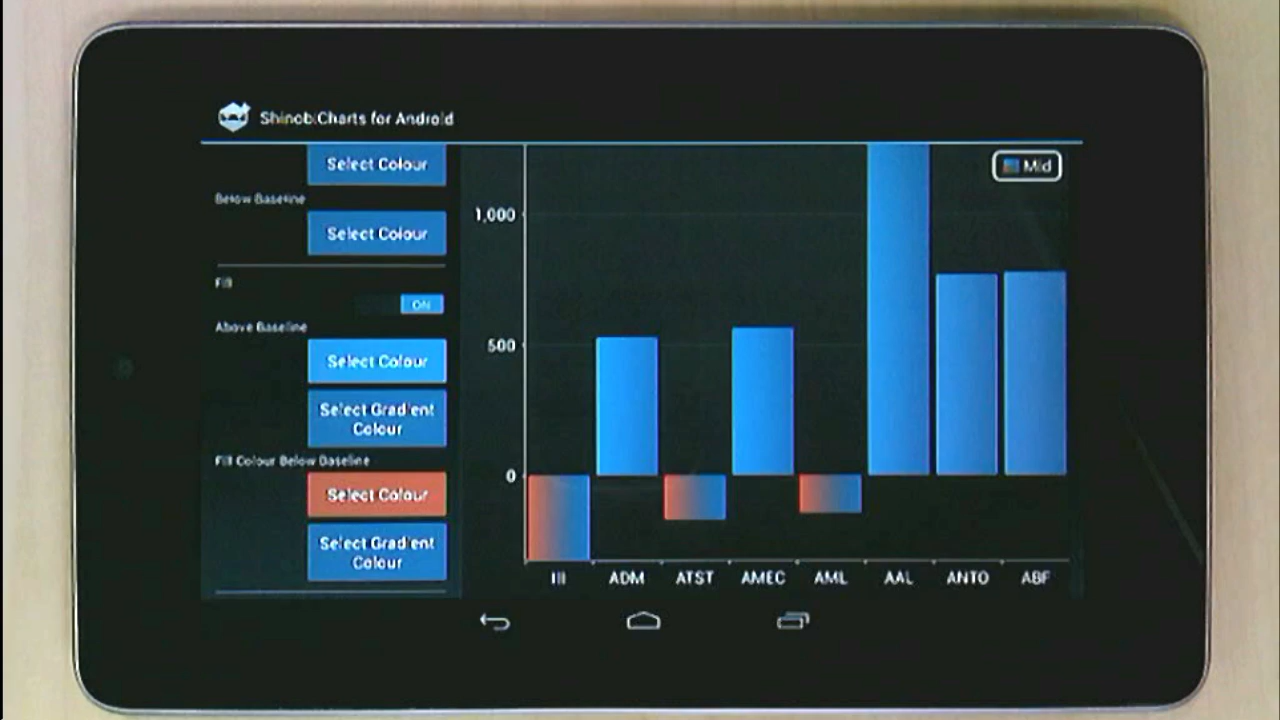 ShinobiCharts for Android
Select Colour
Below Baseline
Select Colour
Fill
ON
Above Baseline
Select Colour
Select Gradient
Colour
Fill Colour Below Baseline
Select Colour
Select Gradient
Colour
Mid
1,000
500
0
III
ADM
ATST
AMEC
AML
AAL
ANTO
ABF